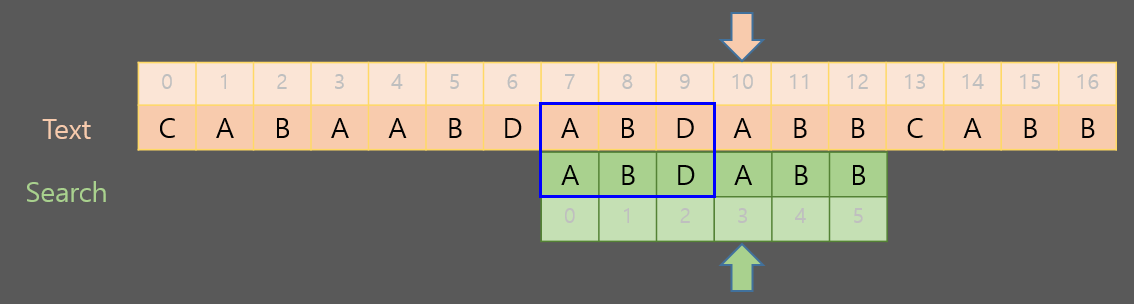 0 1 2 3 4 5 6 7 8 9 10 11 12 13 14 15 16
Text C A B A A B D A B D A B B C A B B
Search A B D A B B
0 1 2 3 4 5